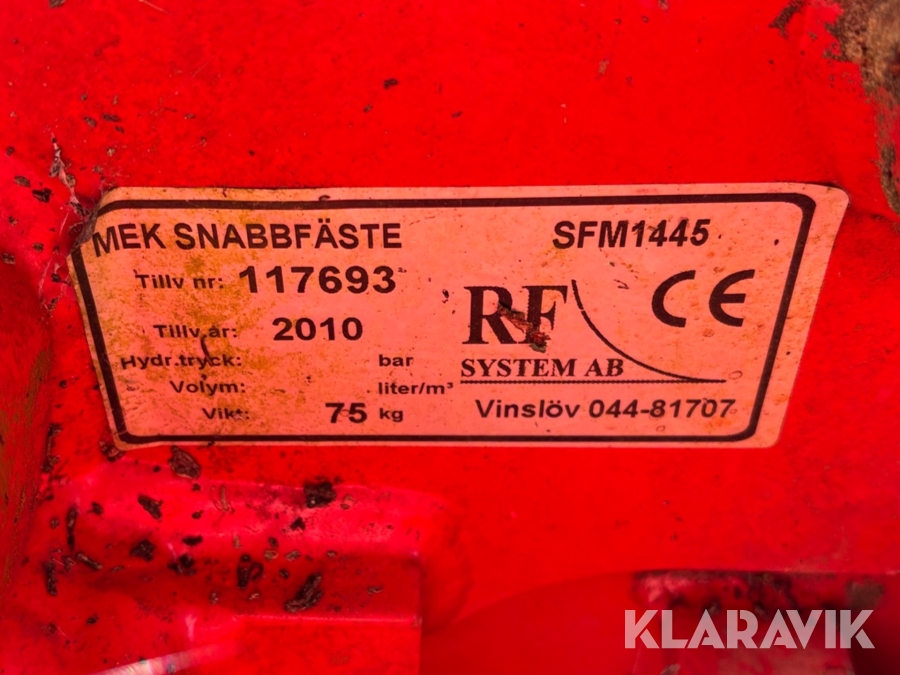 MEK SNABBFÄSTE SFM1445
Tillv nr: 117693
CE
Tillv.år: 2010
RF
Hydr.tryck: bar
SYSTEM AB
Volym: liter/m³
Vikt: 75 kg
Vinslöv 044-81707
KLARAVIK